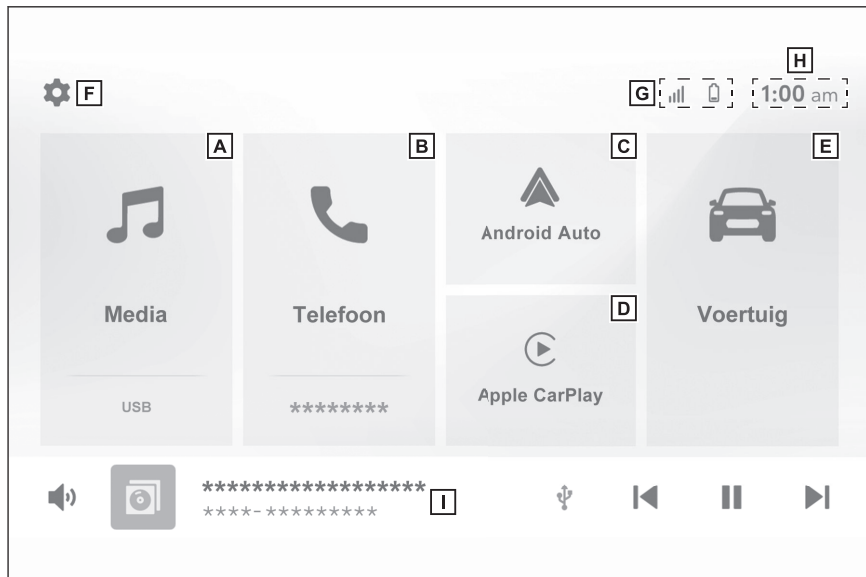 H
F
G
1:00 am
A
B
C
E
Android Auto
Media
Telefoon
D
Voertuig
Apple CarPlay
USB
********
******************
I
****-*********